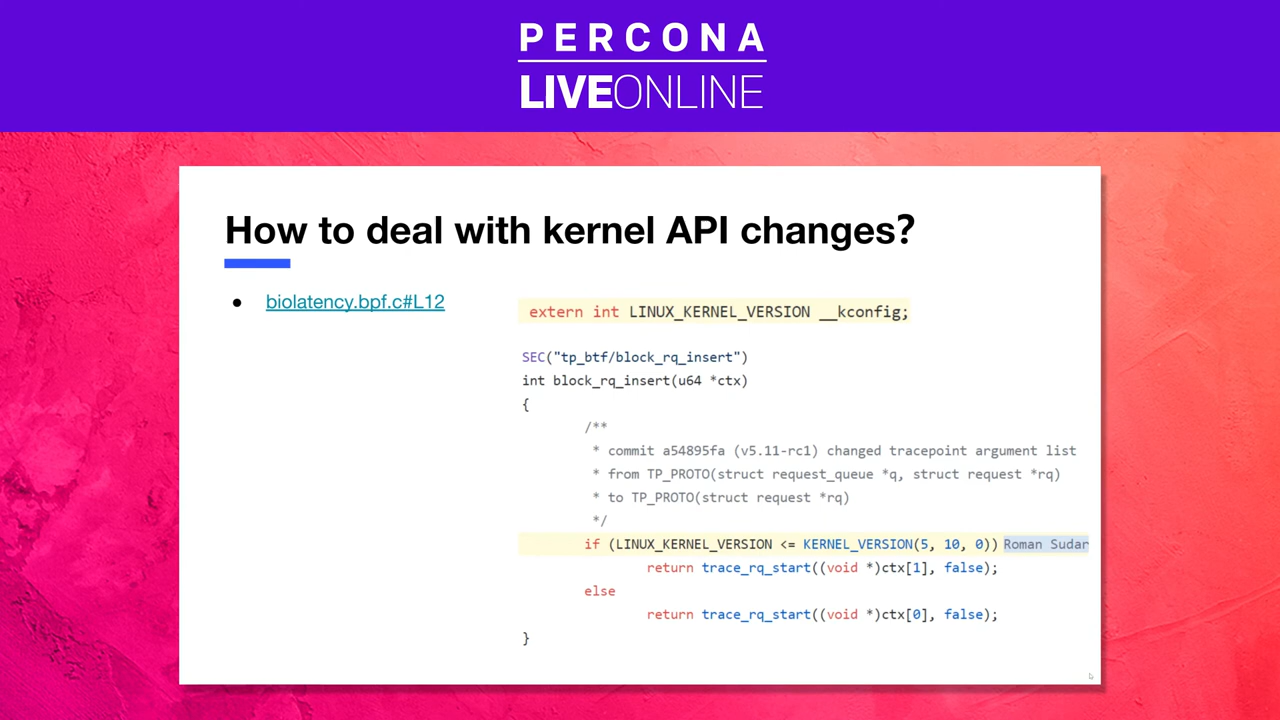 PERCONA
LIVEONLINE
How to deal with kernel API changes?
● biolatency.bpf.c#L12
extern int LINUX_KERNEL_VERSION __kconfig;
SEC("tp_btf/block_rq_insert")
int block_rq_insert(u64 *ctx)
{
/**
* commit a54895fa (v5.11-rc1) changed tracepoint argument list
* from TP_PROTO(struct request_queue *q, struct request *rq)
* to TP_PROTO(struct request *rq)
*/
if (LINUX_KERNEL_VERSION <= KERNEL_VERSION(5, 10, 0)) Roman Sudar
return trace_rq_start((void *)ctx[1], false);
else
return trace_rq_start((void *)ctx[0], false);
}